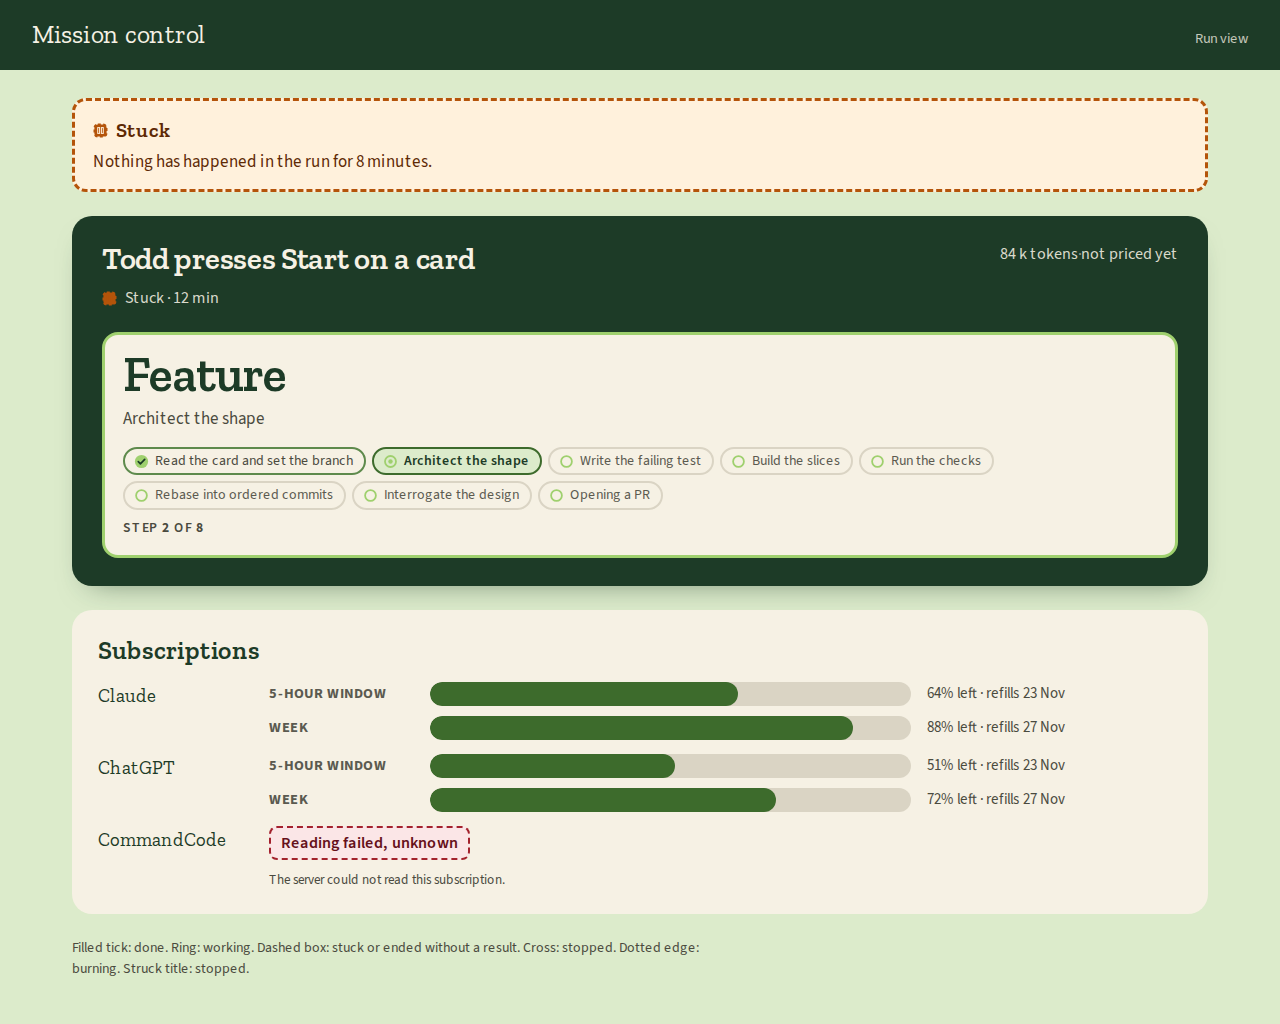 Mission control
Run view
Stuck
Nothing has happened in the run for 8 minutes.
Todd presses Start on a card
84 k tokens·not priced yet
Stuck · 12 min
Feature
Architect the shape
Read the card and set the branch
Architect the shape
Write the failing test
Build the slices
Run the checks
Rebase into ordered commits
Interrogate the design
Opening a PR
STEP 2 OF 8
Subscriptions
Claude
5-HOUR WINDOW
64% left · refills 23 Nov
WEEK
88% left · refills 27 Nov
ChatGPT
5-HOUR WINDOW
51% left · refills 23 Nov
WEEK
72% left · refills 27 Nov
CommandCode
Reading failed, unknown
The server could not read this subscription.
Filled tick: done. Ring: working. Dashed box: stuck or ended without a result. Cross: stopped. Dotted edge:
burning. Struck title: stopped.